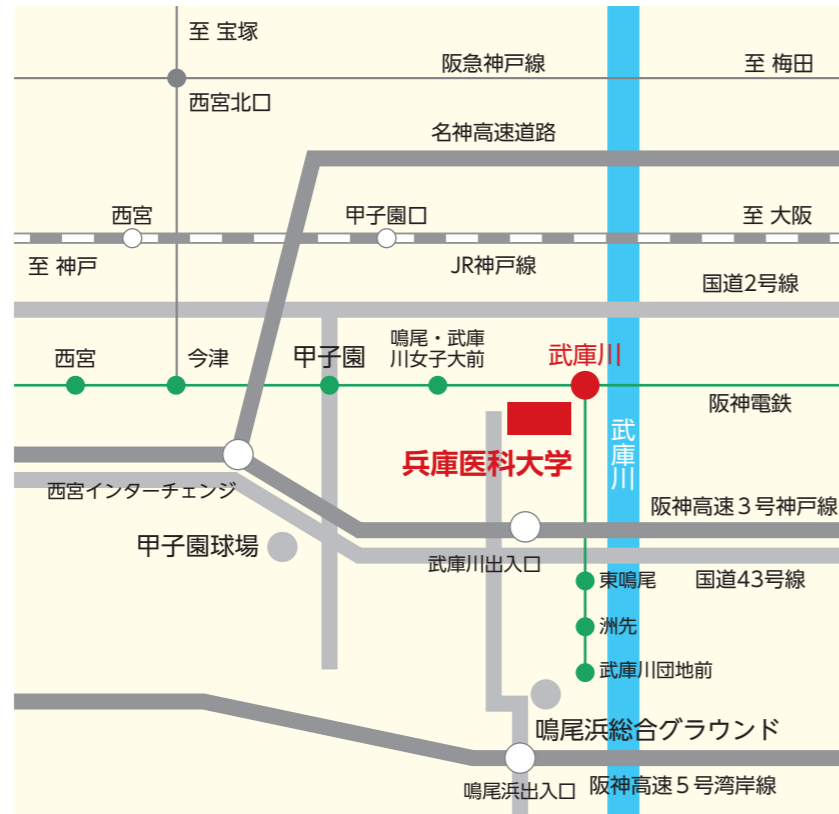 至 宝塚
阪急神戸線
至 梅田
西宮北口
名神高速道路
西宮
甲子園口
至 大阪
至 神戸
JR神戸線
国道2号線
鳴尾・武庫
川女子大前
西宮
今津
甲子園
武庫川
阪神電鉄
武庫川
兵庫医科大学
西宮インターチェンジ
阪神高速3号神戸線
甲子園球場
武庫川出入口
東鳴尾
国道43号線
洲先
武庫川団地前
鳴尾浜総合グラウンド
鳴尾浜出入口
阪神高速5号湾岸線